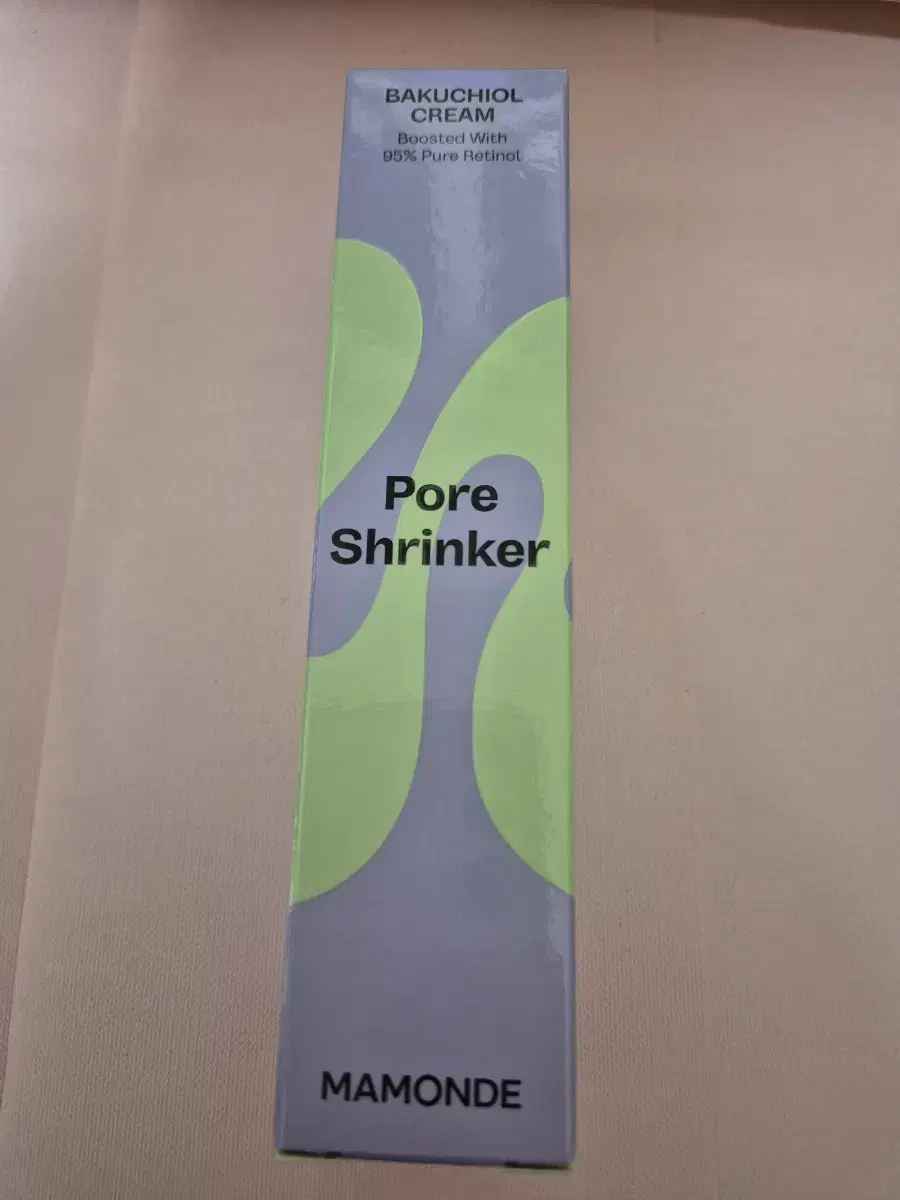 BAKUCHIOL
CREAM
Boosted With
95% Pure Retinol
Pore
Shrinker
MAMONDE